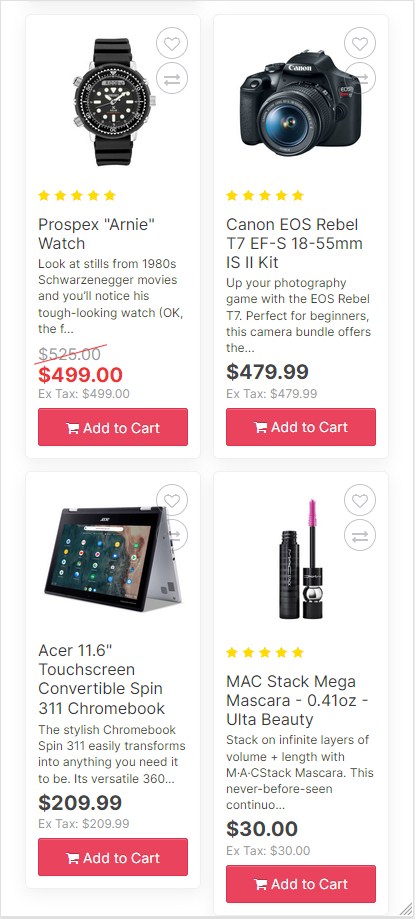 Prospex "Arnie"
Watch
Look at stills from 1980s
Schwarzenegger movies
and you'll notice his
tough-looking watch (OK,
the f...
$525.00
$499.00
Ex Tax: $499.00
Add to Cart
Canon
EOS
Canon EOS Rebel
T7 EF-S 18-55mm
IS II Kit
Up your photography
game with the EOS Rebel
T7. Perfect for beginners,
this camera bundle offers
the...
$479.99
Ex Tax: $479.99
Add to Cart
acer
Acer 11.6"
Touchscreen
Convertible Spin
311 Chromebook
The stylish Chromebook
Spin 311 easily transforms
into anything you need it
to be. Its versatile 360...
$209.99
Ex Tax: $209.99
Add to Cart
MAC
MAC Stack Mega
Mascara - 0.41oz -
Ulta Beauty
Stack on infinite layers of
volume + length with
M·A·CStack Mascara. This
never-before-seen
continuo...
$30.00
Ex Tax: $30.00
Add to Cart